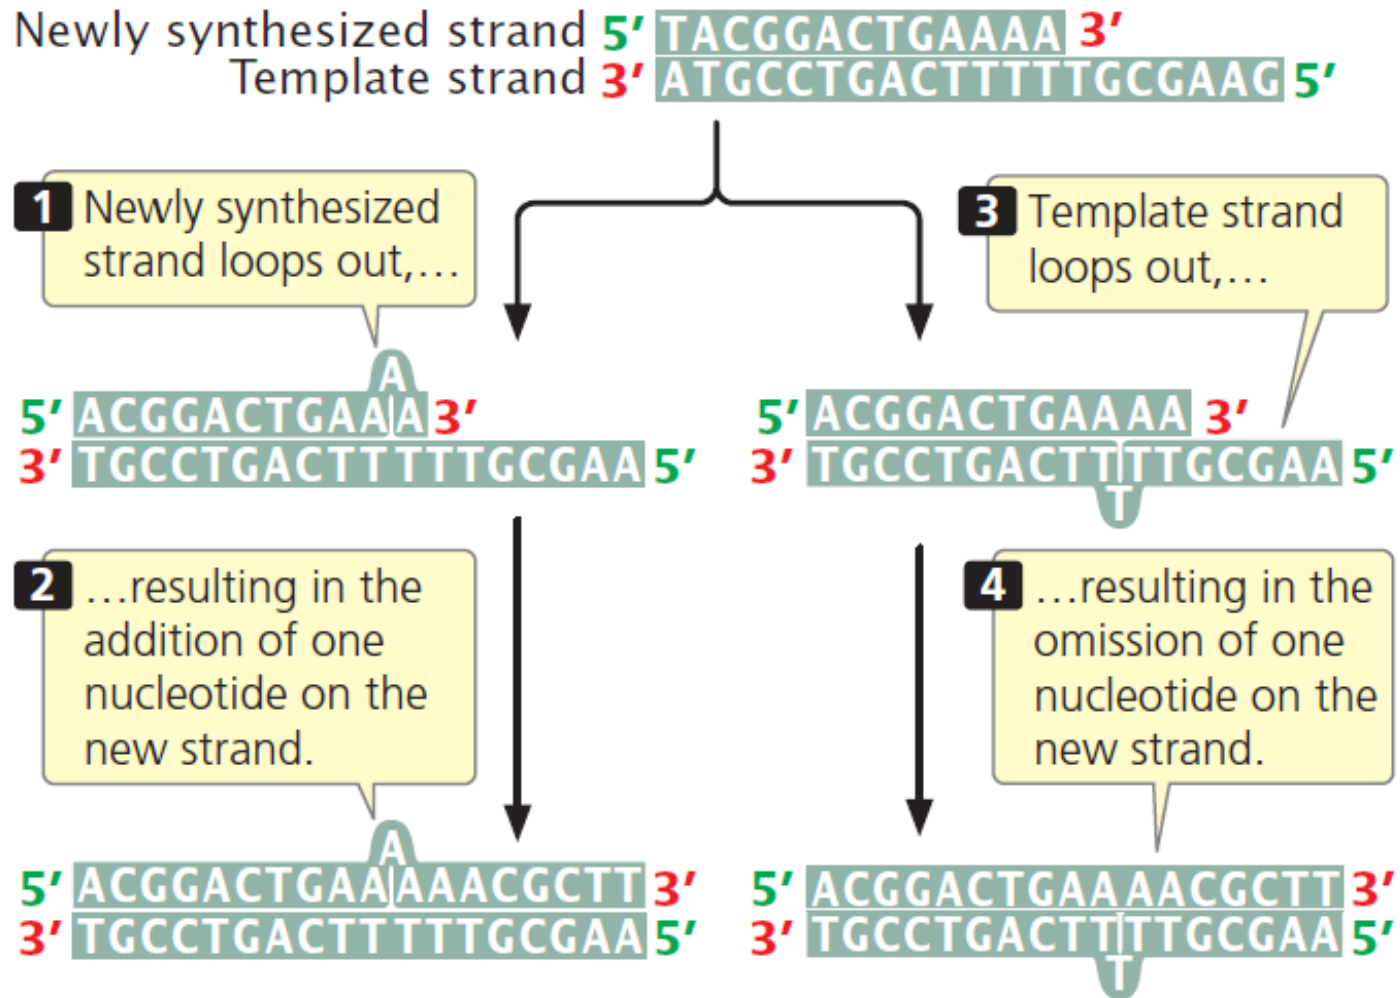 Newly synthesized strand 5′ TACGGACTGAAAA 3′
Template strand 3′ ATGCCTGACTTTTTGCGAAG 5′
1 Newly synthesized
strand loops out,…
3 Template strand
loops out,…
A
5′ ACGGACTGAAA 3′
3′ TGCCTGACTTTTTGCGAA 5′
5′ ACGGACTGAAAA 3′
3′ TGCCTGACTTTTGCGAA 5′
T
2 …resulting in the
addition of one
nucleotide on the
new strand.
4 …resulting in the
omission of one
nucleotide on the
new strand.
A
5′ ACGGACTGAAAAACGCTT 3′
3′ TGCCTGACTTTTTGCGAA 5′
5′ ACGGACTGAAAACGCTT 3′
3′ TGCCTGACTTTTGCGAA 5′
T